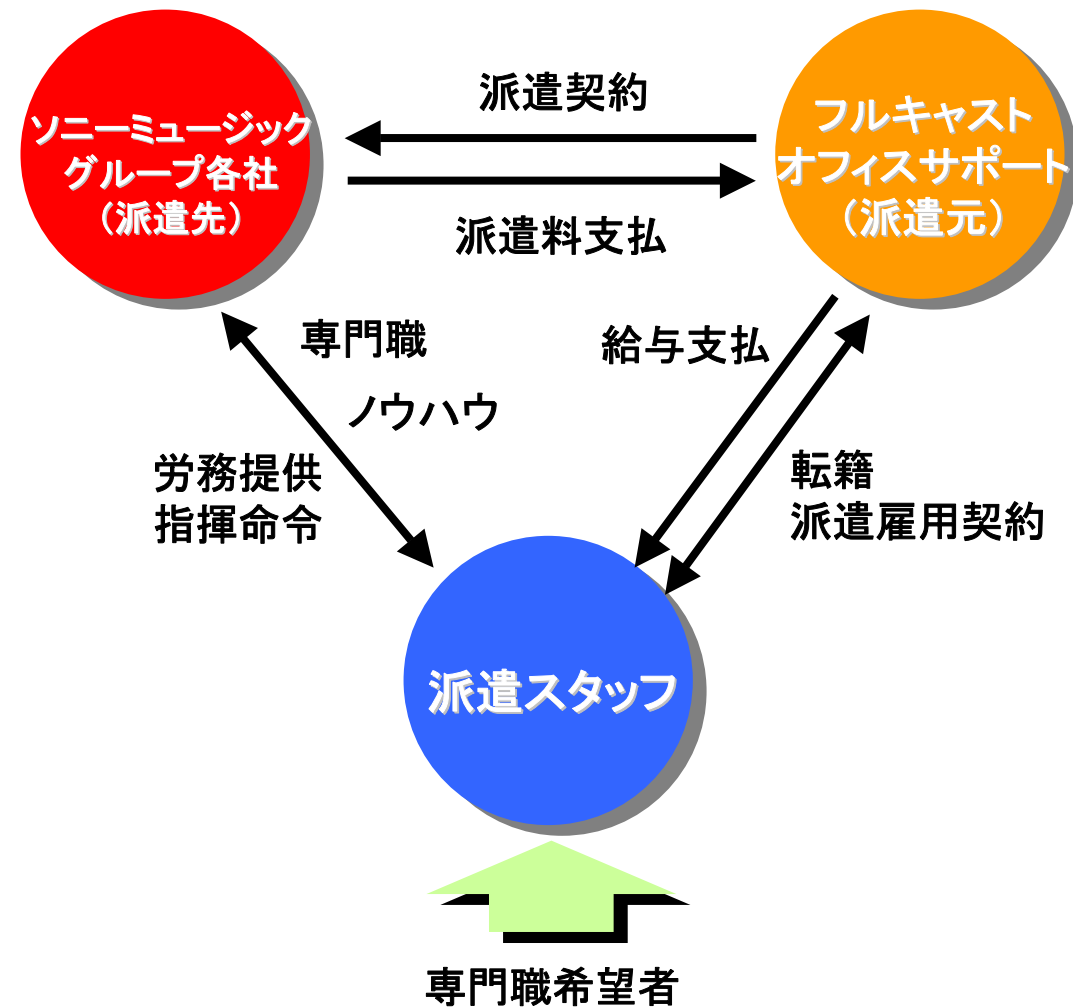 派遣契約
ソニーミュージック
グループ各社
（派遣先）
フルキャスト
オフィスサポート
（派遣元）
派遣料支払
専門職
ノウハウ
給与支払
労務提供
指揮命令
転籍
派遣雇用契約
派遣スタッフ
専門職希望者